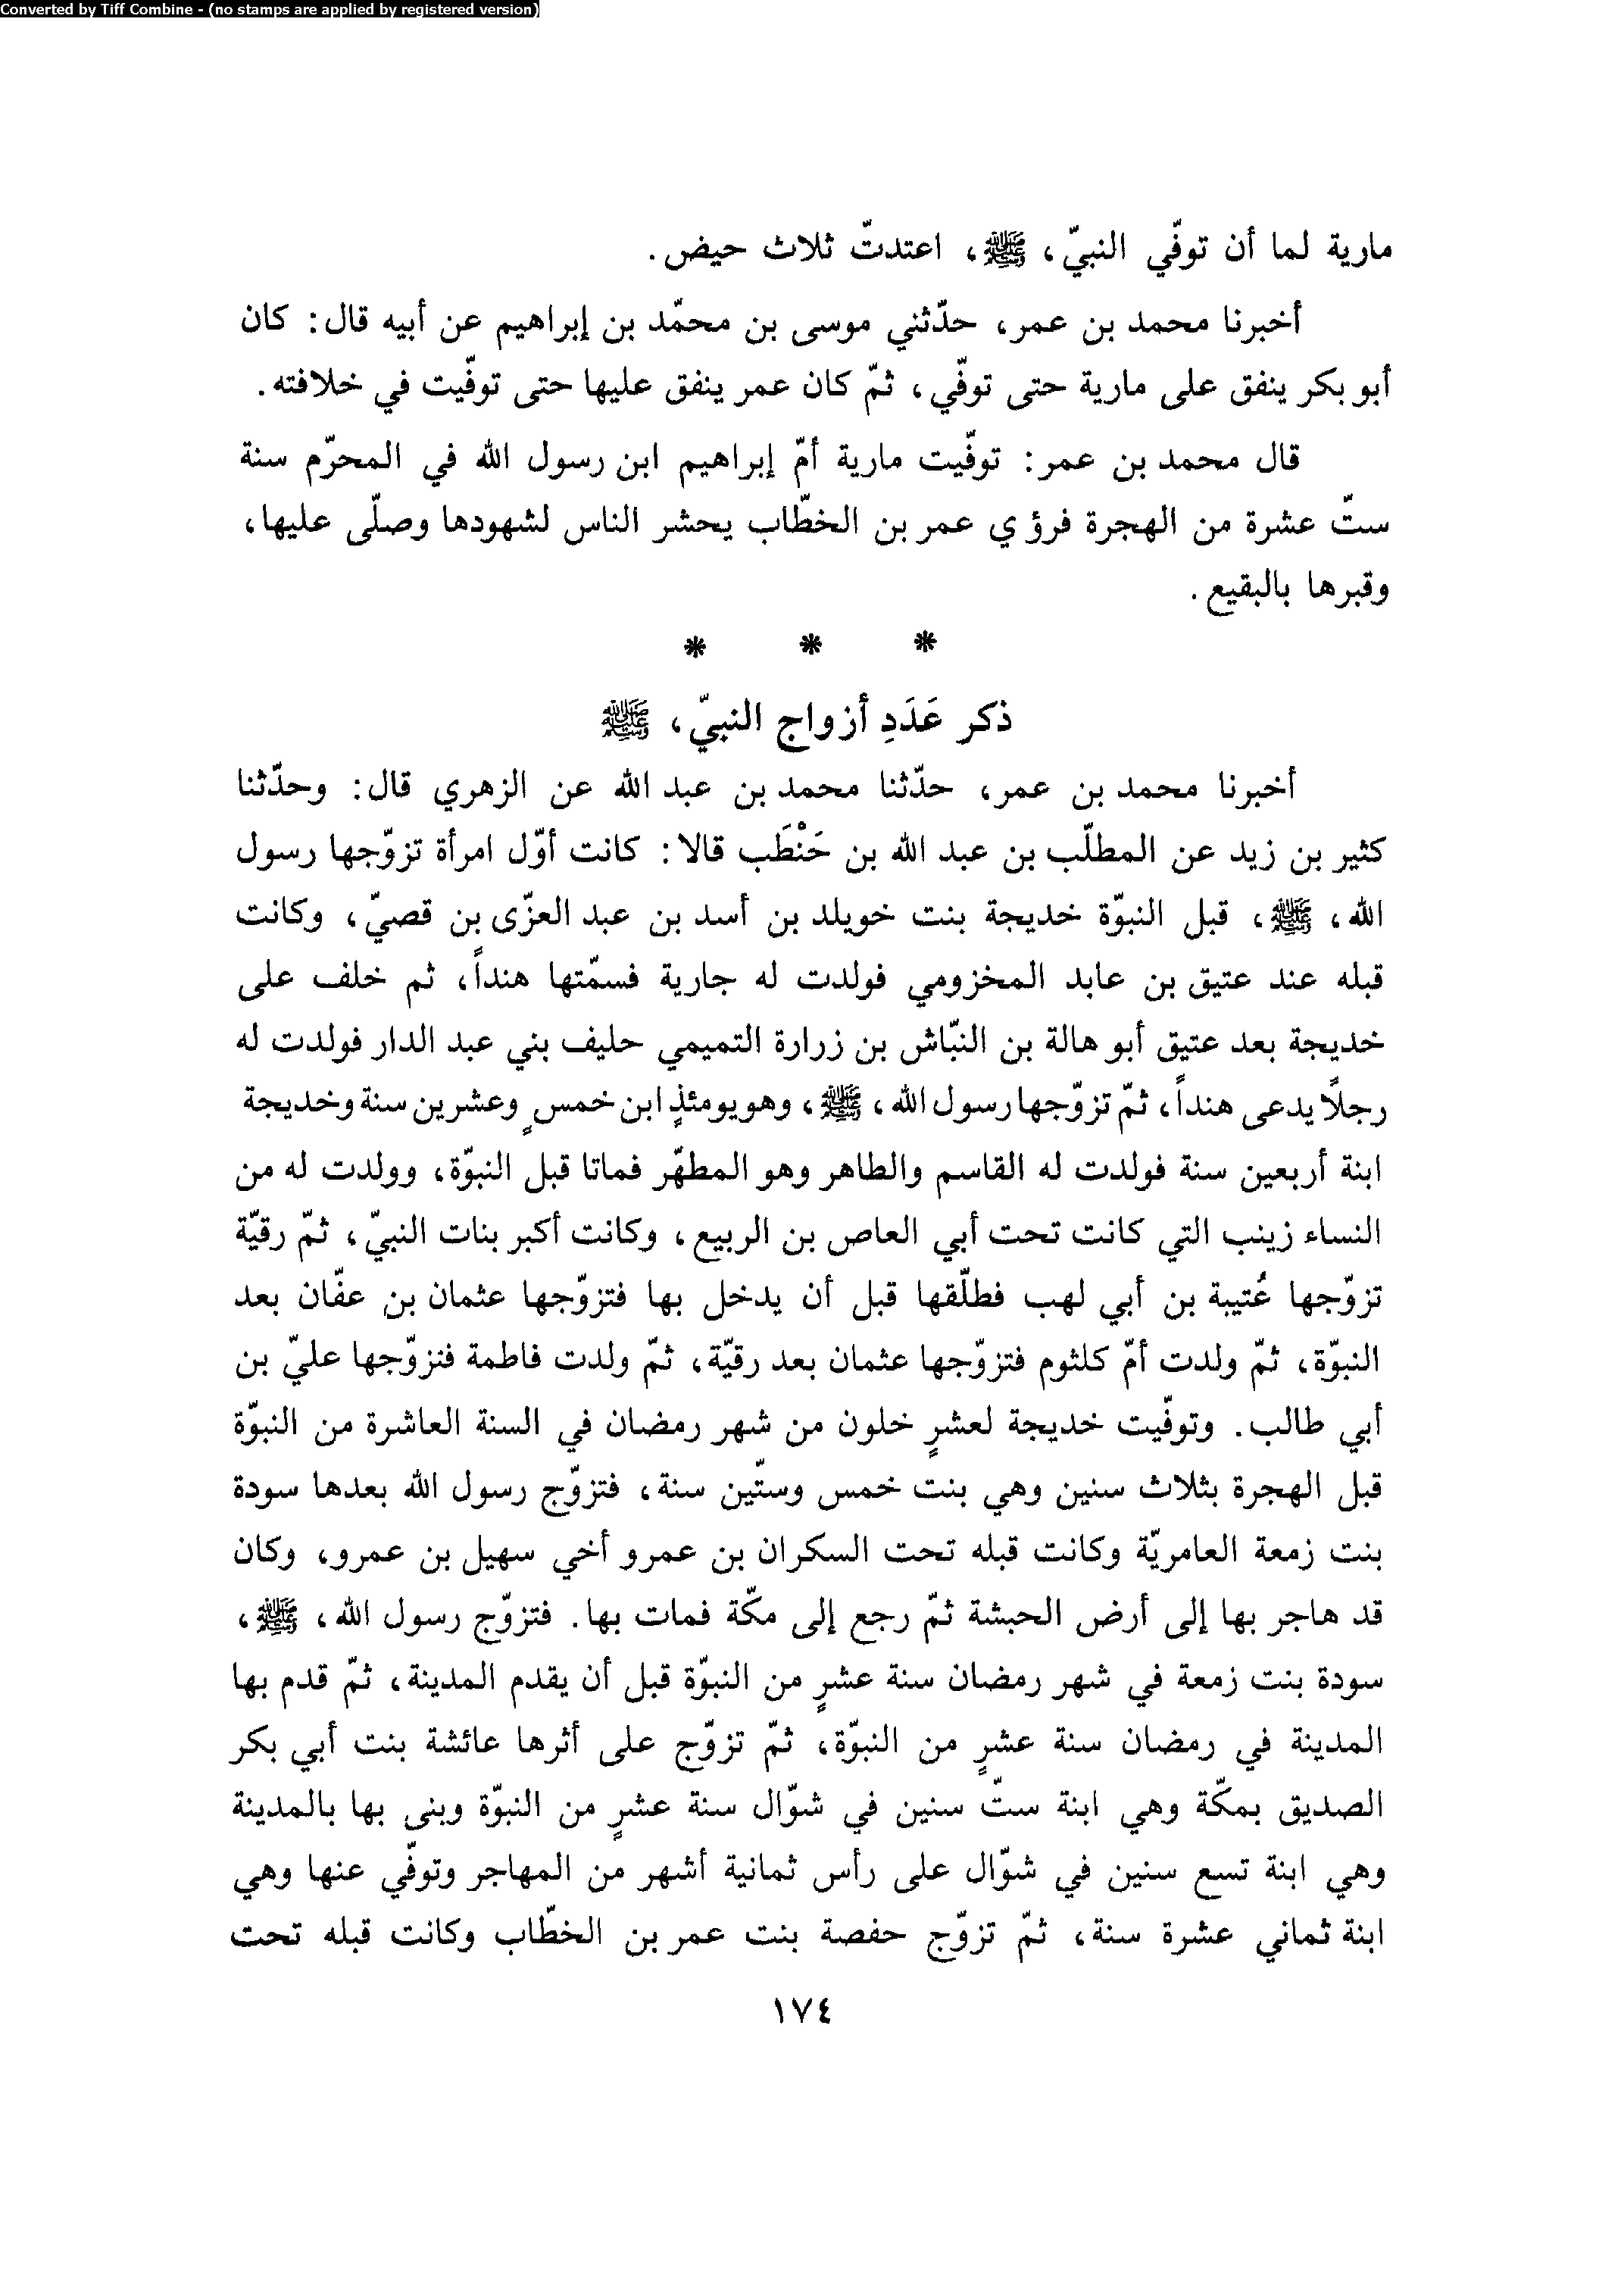 Converted by Tiff Combine - (no stamps are applied by registered version)
مارية لما أن توفّي النبيّ، ﷺ، اعتدتّ ثلاث حيض.
أخبرنا محمد بن عمر، حدّثني موسى بن محمّد بن إبراهيم عن أبيه قال: كان
أبو بكر ينفق على مارية حتى توفّي، ثمّ كان عمر ينفق عليها حتى توفّيت في خلافته.
قال محمد بن عمر: توفّيت مارية أمّ إبراهيم ابن رسول الله في المحرّم سنة
ستّ عشرة من الهجرة فرؤي عمر بن الخطّاب يحشر الناس لشهودها وصلّى عليها،
وقبرها بالبقيع.
* * *
ذكر عَدَدِ أزواج النبيّ، ﷺ
أخبرنا محمد بن عمر، حدّثنا محمد بن عبد الله عن الزهري قال: وحدّثنا
كثير بن زيد عن المطلّب بن عبد الله بن حَنْطَب قالا: كانت أوّل امرأة تزوّجها رسول
الله، ﷺ، قبل النبوّة خديجة بنت خويلد بن أسد بن عبد العزّى بن قصيّ، وكانت
قبله عند عتيق بن عابد المخزومي فولدت له جارية فسمّتها هنداً، ثم خلف على
خديجة بعد عتيق أبو هالة بن النبّاش بن زرارة التميمي حليف بني عبد الدار فولدت له
رجلاً يدعى هنداً، ثمّ تزوّجها رسول الله، ﷺ، وهو يومئذٍ ابن خمسٍ وعشرين سنة وخديجة
ابنة أربعين سنة فولدت له القاسم والطاهر وهو المطهّر فماتا قبل النبوّة، وولدت له من
النساء زينب التي كانت تحت أبي العاص بن الربيع، وكانت أكبر بنات النبيّ، ثمّ رقيّة
تزوّجها عُتيبة بن أبي لهب فطلّقها قبل أن يدخل بها فتزوّجها عثمان بن عفّان بعد
النبوّة، ثمّ ولدت أمّ كلثوم فتزوّجها عثمان بعد رقيّة، ثمّ ولدت فاطمة فتزوّجها عليّ بن
أبي طالب. وتوفّيت خديجة لعشرٍ خلون من شهر رمضان في السنة العاشرة من النبوّة
قبل الهجرة بثلاث سنين وهي بنت خمس وستّين سنة، فتزوّج رسول الله بعدها سودة
بنت زمعة العامريّة وكانت قبله تحت السكران بن عمرو أخي سهيل بن عمرو، وكان
قد هاجر بها إلى أرض الحبشة ثمّ رجع إلى مكّة فمات بها. فتزوّج رسول الله، ﷺ،
سودة بنت زمعة في شهر رمضان سنة عشرٍ من النبوّة قبل أن يقدم المدينة، ثمّ قدم بها
المدينة في رمضان سنة عشرٍ من النبوّة، ثمّ تزوّج على أثرها عائشة بنت أبي بكر
الصديق بمكّة وهي ابنة ستّ سنين في شوّال سنة عشرٍ من النبوّة وبنى بها بالمدينة
وهي ابنة تسع سنين في شوّال على رأس ثمانية أشهر من المهاجر وتوفّي عنها وهي
ابنة ثماني عشرة سنة، ثمّ تزوّج حفصة بنت عمر بن الخطّاب وكانت قبله تحت
١٧٤